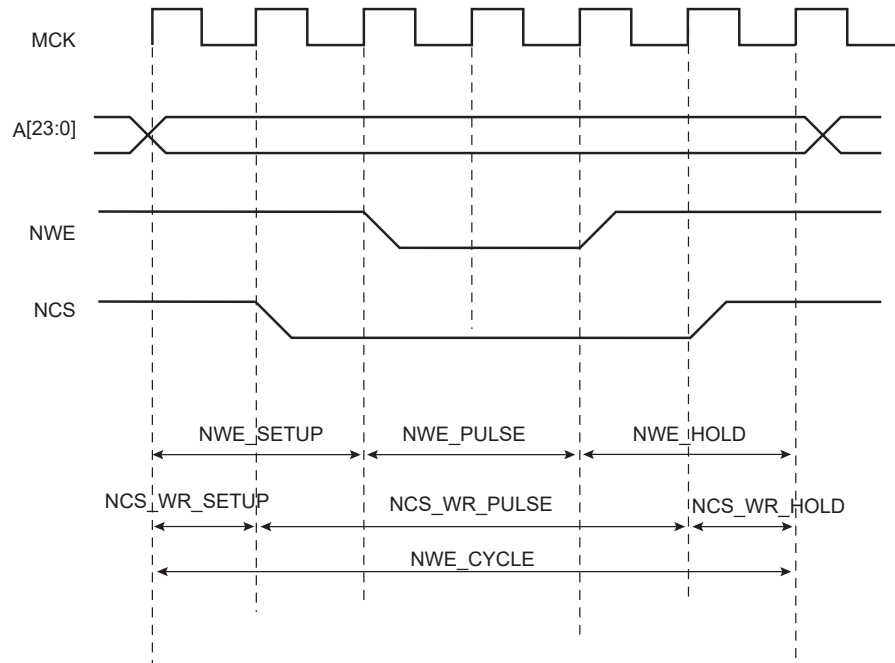 MCK
A[23:0]
NWE
NCS
NWE_SETUP NWE_PULSE NWE_HOLD
NCS_WR_SETUP NCS_WR_PULSE NCS_WR_HOLD
NWE_CYCLE